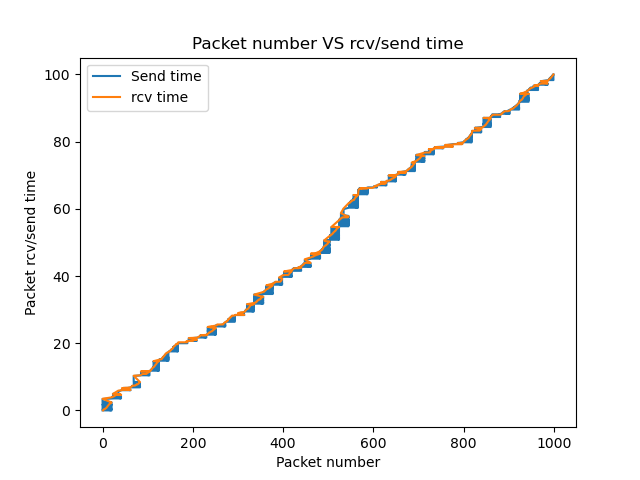 Packet number VS rcv/send time
Send time
rcv time
Packet rcv/send time
100
80
60
40
20
0
0 200 400 600 800 1000
Packet number